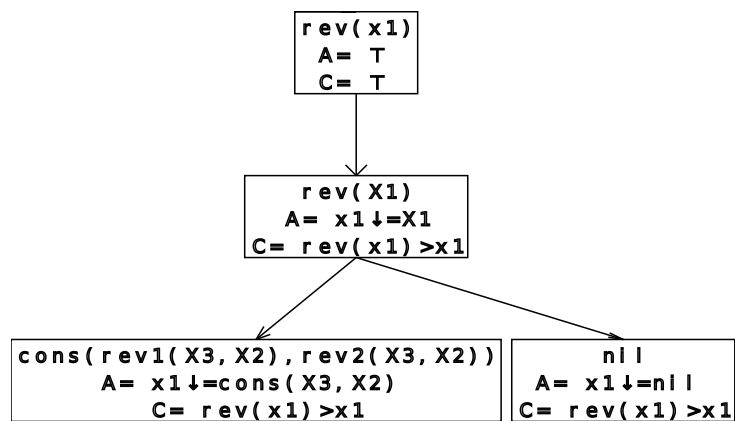 rev(x1)
A= ⊤
C= ⊤
rev(X1)
A= x1↓=X1
C= rev(x1)>x1
cons(rev1(X3,X2),rev2(X3,X2))
A= x1↓=cons(X3,X2)
C= rev(x1)>x1
nil
A= x1↓=nil
C= rev(x1)>x1